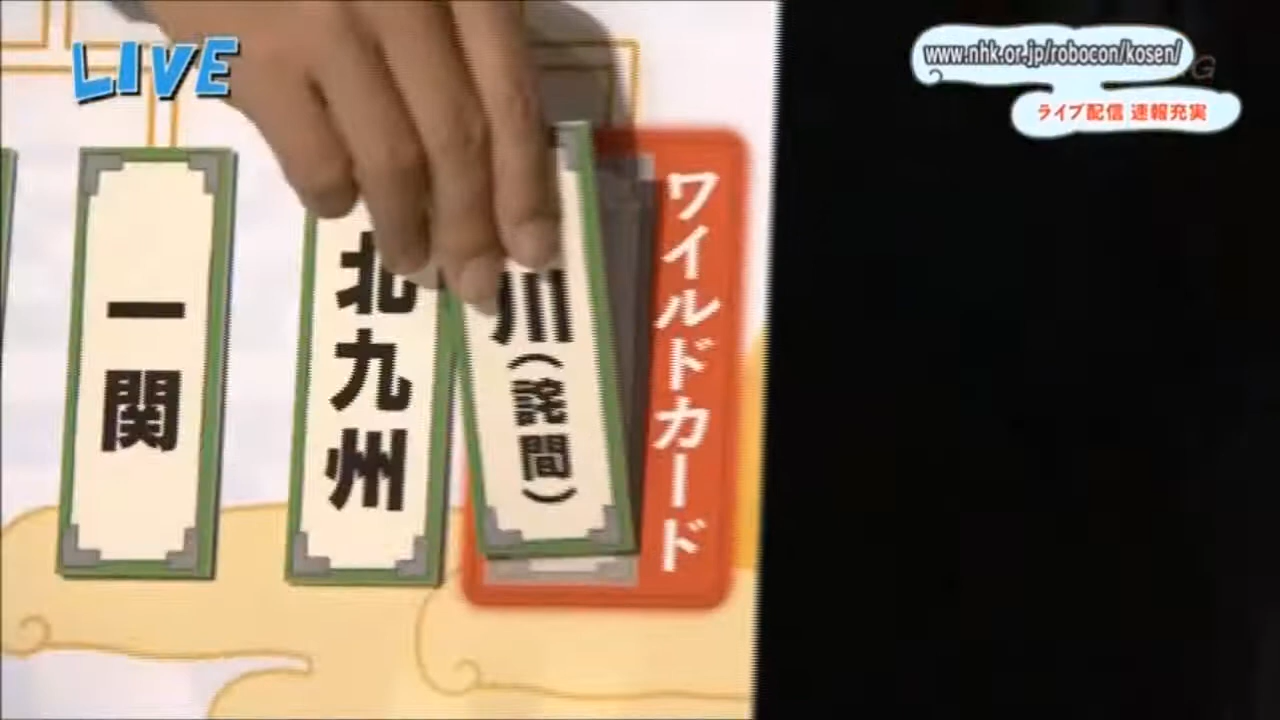 LIVE
www.nhk.or.jp/robocon/kosen/
ライブ配信 速報充実
一関
北九州
川(詫間)
ワイルドカード